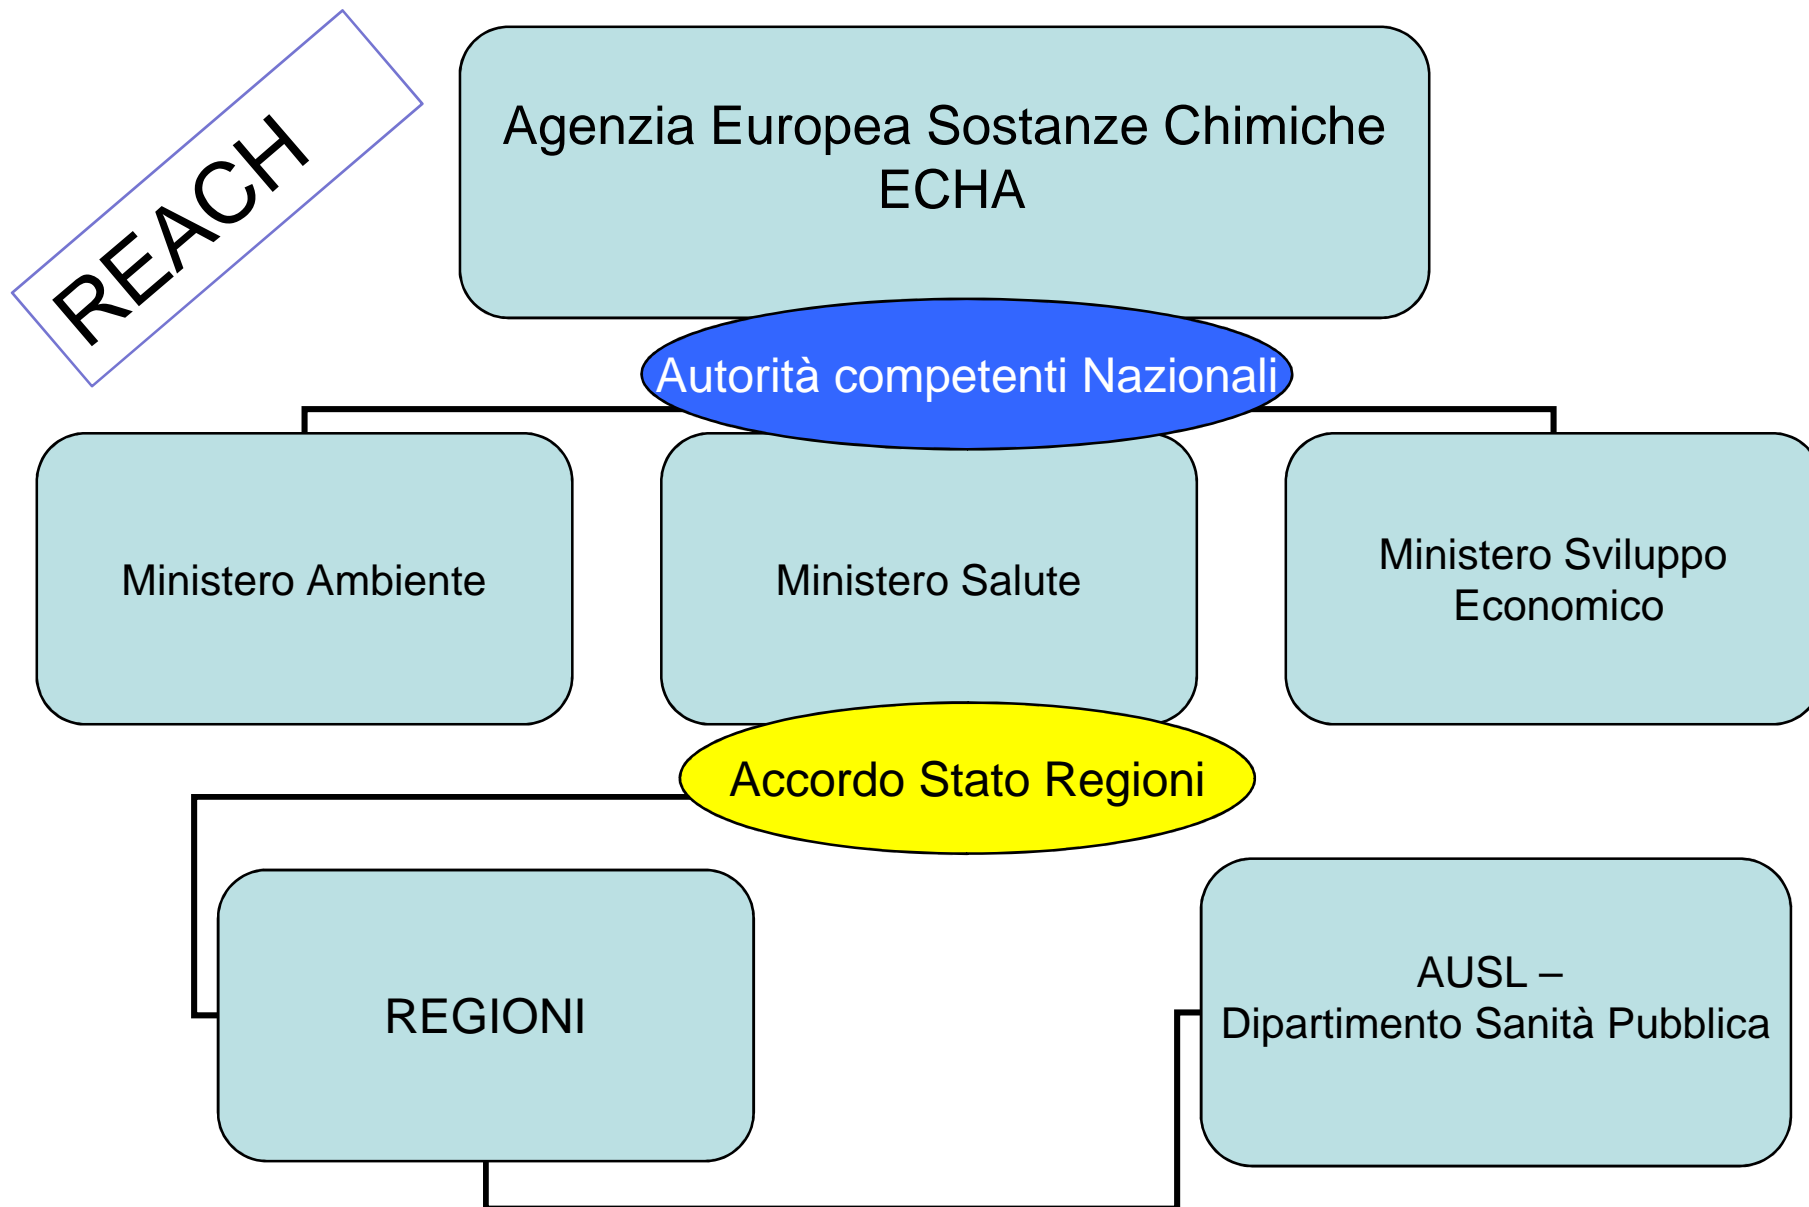 REACH
Agenzia Europea Sostanze Chimiche
ECHA
Autorità competenti Nazionali
Ministero Ambiente
Ministero Salute
Ministero Sviluppo
Economico
Accordo Stato Regioni
REGIONI
AUSL –
Dipartimento Sanità Pubblica